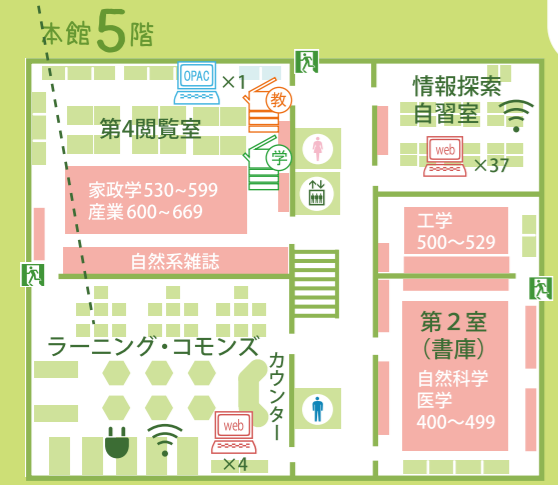 本館5階
OPAC
×1
教
第4閲覧室
学
家政学530~599
産業600~669
自然系雑誌
情報探索
自習室
web
×37
工学
500~529
第2室
(書庫)
自然科学
医学
400~499
ラーニング・コモンズ
カウンター
web
×4